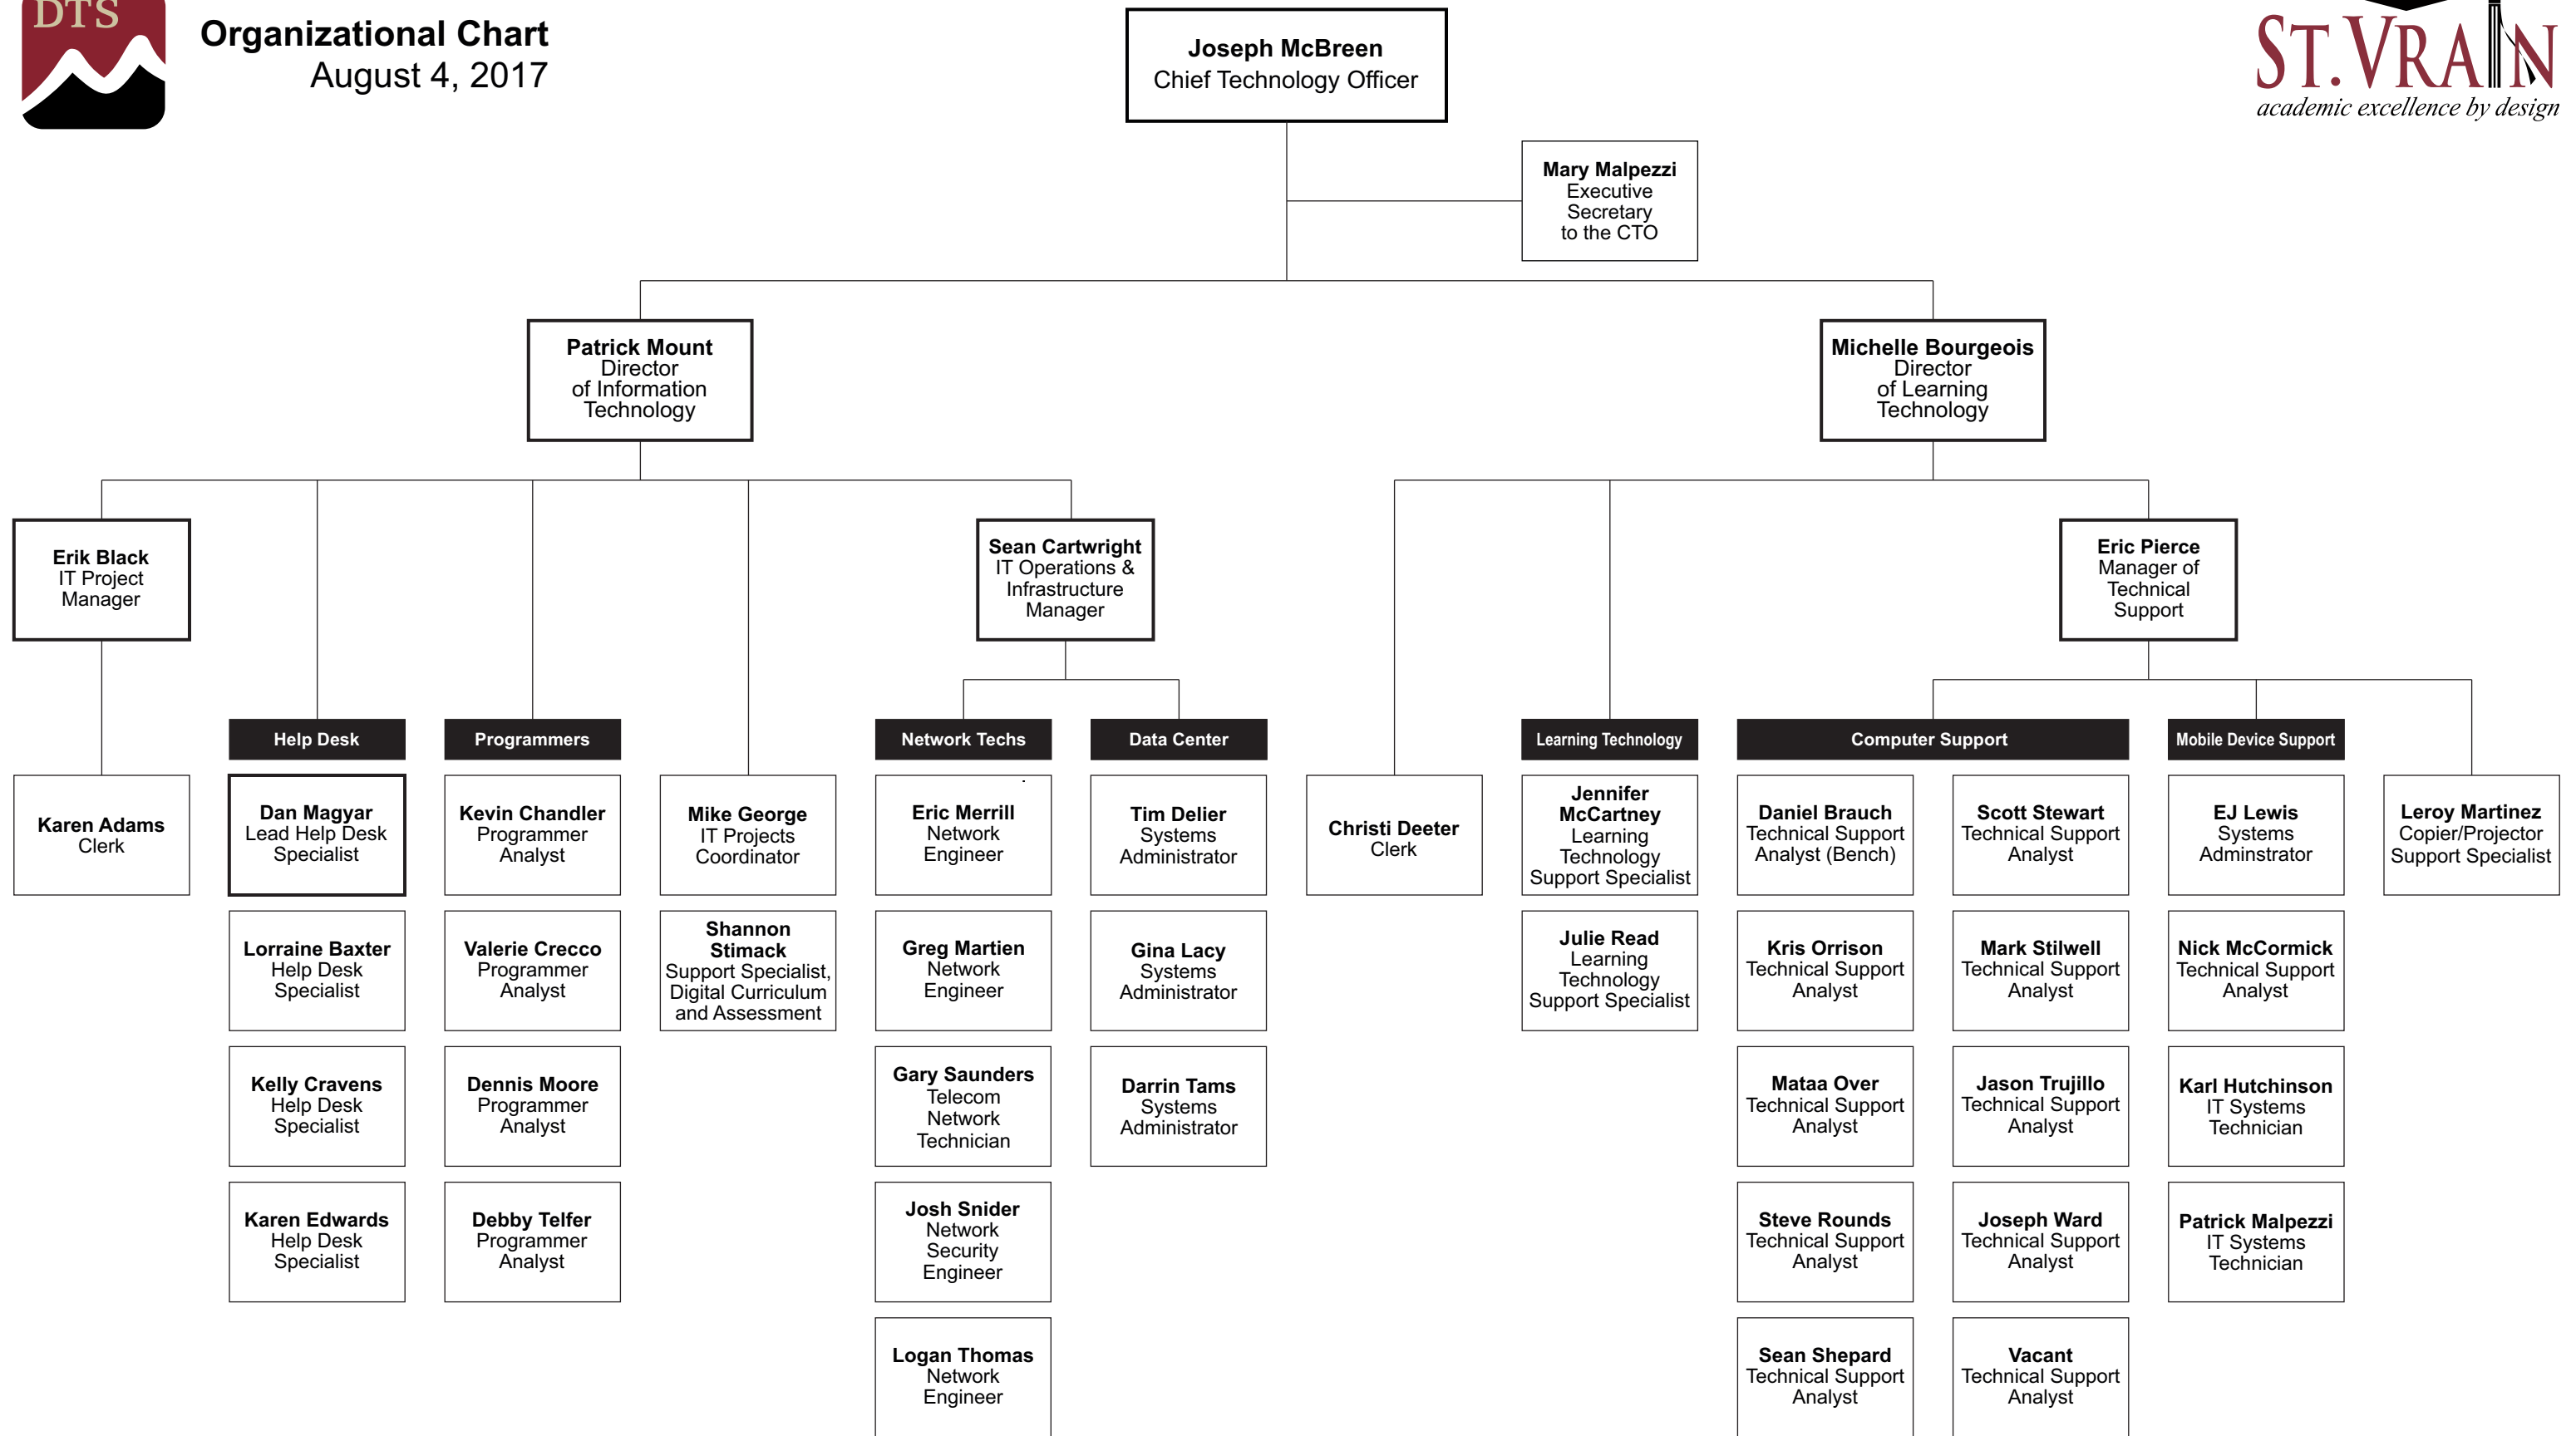 DTS
Organizational Chart
August 4, 2017
Joseph McBreen
Chief Technology Officer
ST. VRAIN
academic excellence by design
Mary Malpezzi
Executive
Secretary
to the CTO
Patrick Mount
Director
of Information
Technology
Michelle Bourgeois
Director
of Learning
Technology
Erik Black
IT Project
Manager
Sean Cartwright
IT Operations &
Infrastructure
Manager
Eric Pierce
Manager of
Technical
Support
Karen Adams
Clerk
Help Desk
Dan Magyar
Lead Help Desk
Specialist
Lorraine Baxter
Help Desk
Specialist
Kelly Cravens
Help Desk
Specialist
Karen Edwards
Help Desk
Specialist
Programmers
Kevin Chandler
Programmer
Analyst
Valerie Crecco
Programmer
Analyst
Dennis Moore
Programmer
Analyst
Debby Telfer
Programmer
Analyst
Mike George
IT Projects
Coordinator
Shannon
Stimack
Support Specialist,
Digital Curriculum
and Assessment
Network Techs
Eric Merrill
Network
Engineer
Greg Martien
Network
Engineer
Gary Saunders
Telecom
Network
Technician
Josh Snider
Network
Security
Engineer
Logan Thomas
Network
Engineer
Data Center
Tim Delier
Systems
Administrator
Gina Lacy
Systems
Administrator
Darrin Tams
Systems
Administrator
Christi Deeter
Clerk
Learning Technology
Jennifer
McCartney
Learning
Technology
Support Specialist
Julie Read
Learning
Technology
Support Specialist
Computer Support
Daniel Brauch
Technical Support
Analyst (Bench)
Kris Orrison
Technical Support
Analyst
Mataa Over
Technical Support
Analyst
Steve Rounds
Technical Support
Analyst
Sean Shepard
Technical Support
Analyst
Scott Stewart
Technical Support
Analyst
Mark Stilwell
Technical Support
Analyst
Jason Trujillo
Technical Support
Analyst
Joseph Ward
Technical Support
Analyst
Vacant
Technical Support
Analyst
Mobile Device Support
EJ Lewis
Systems
Adminstrator
Nick McCormick
Technical Support
Analyst
Karl Hutchinson
IT Systems
Technician
Patrick Malpezzi
IT Systems
Technician
Leroy Martinez
Copier/Projector
Support Specialist